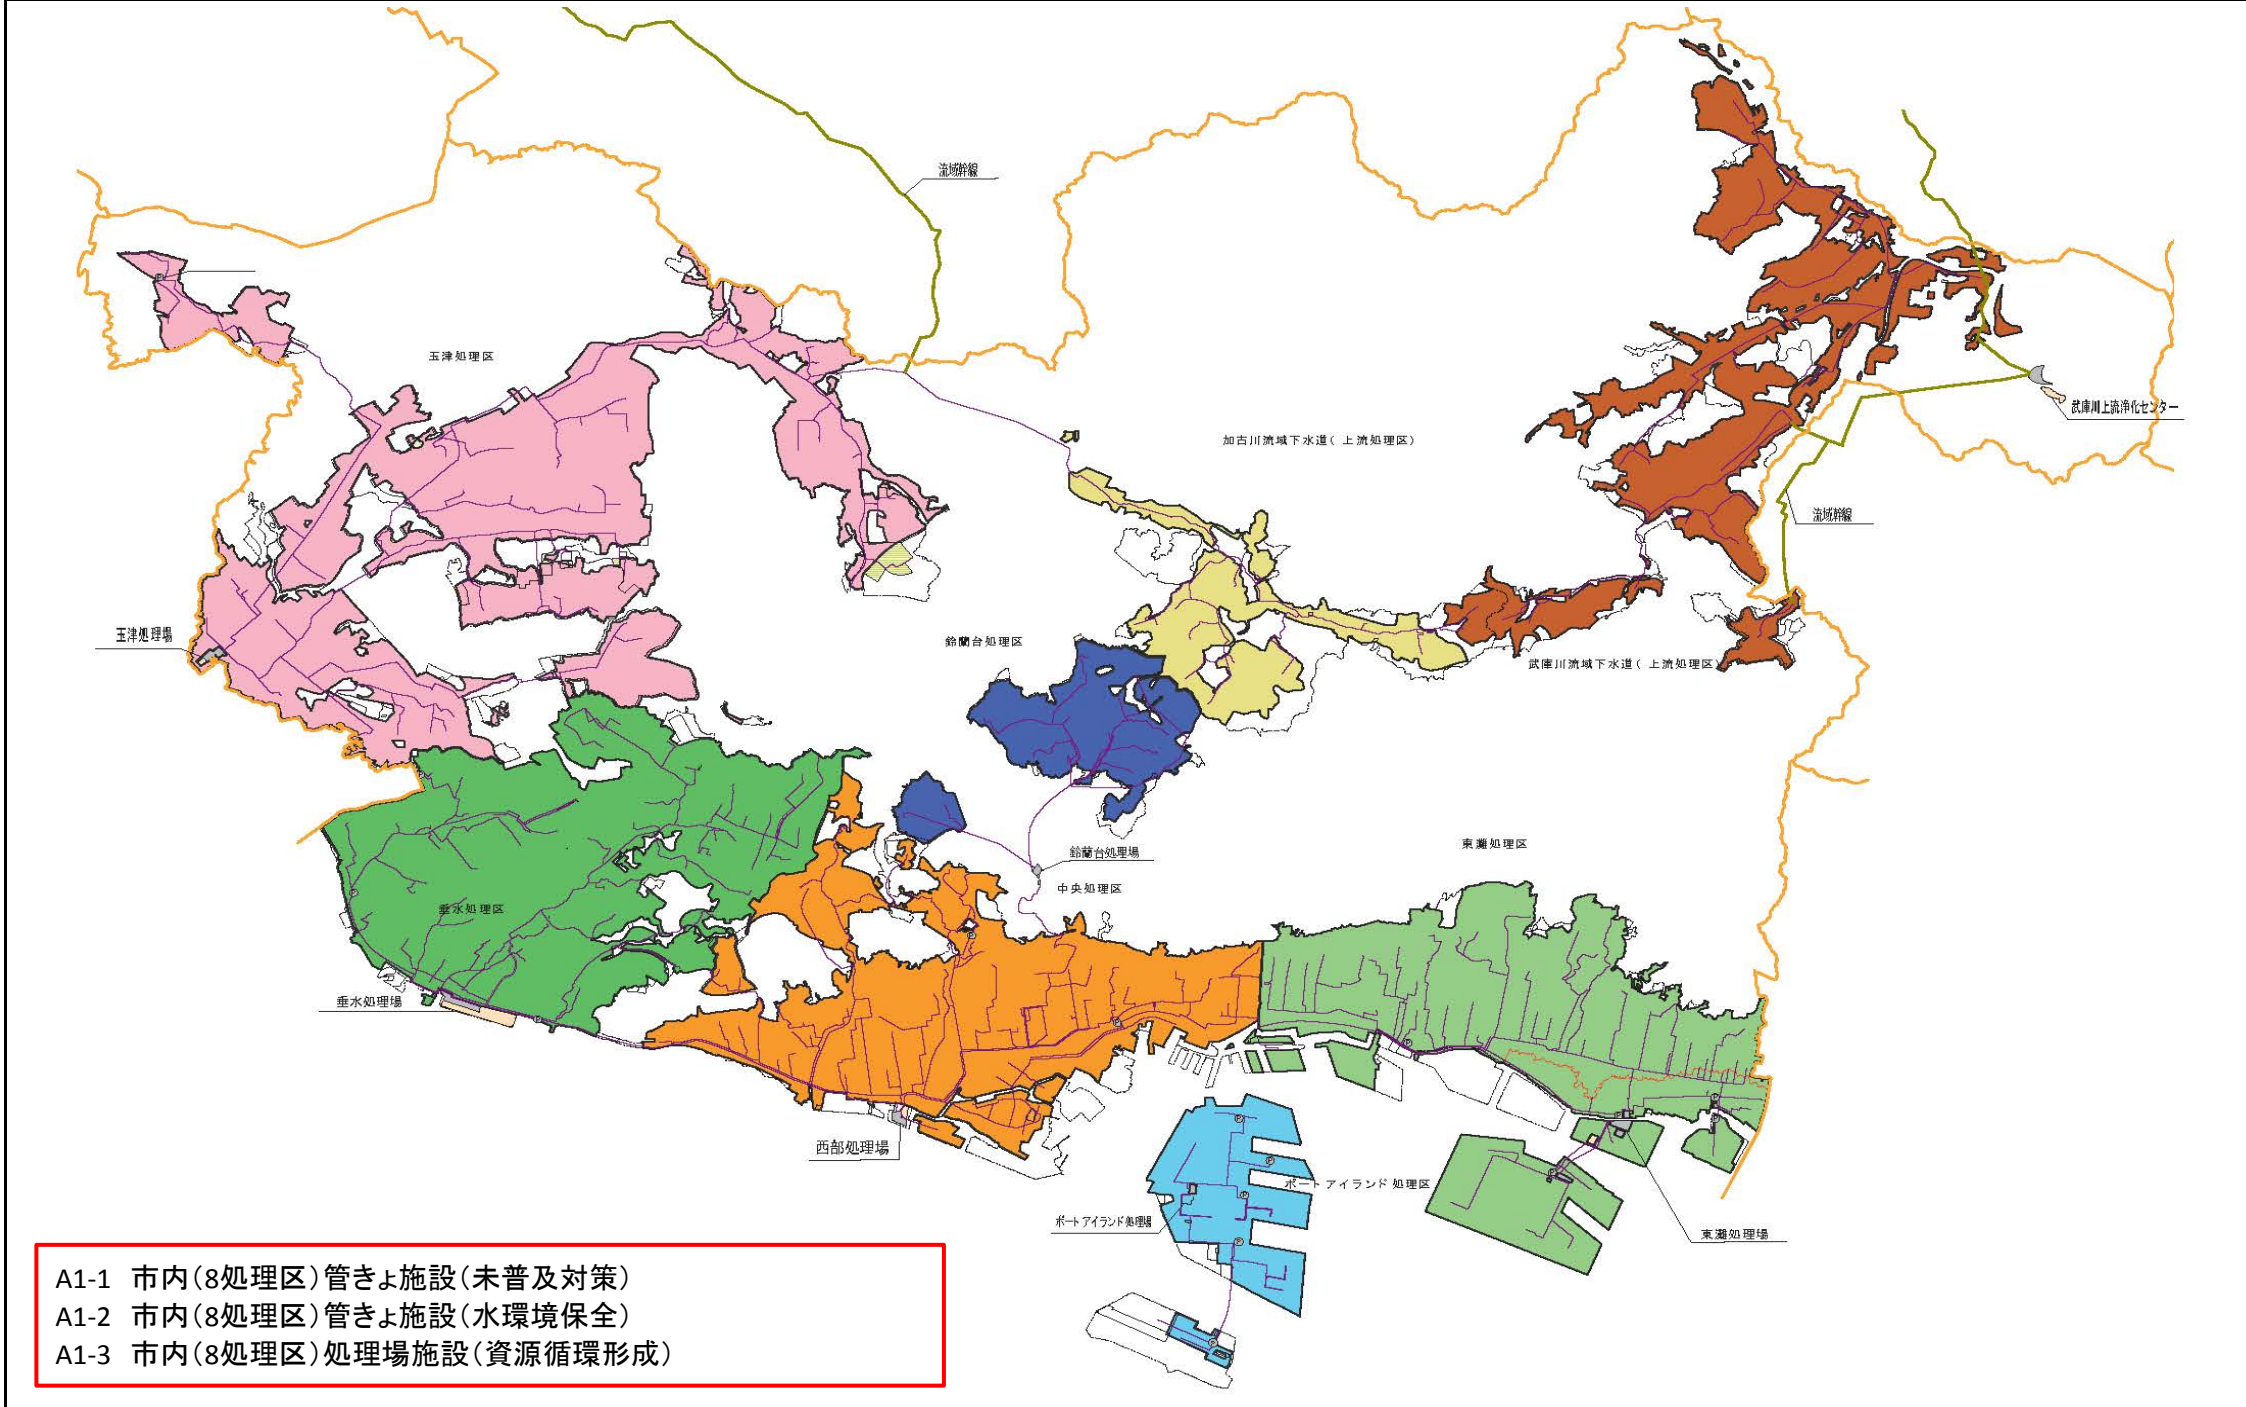 流域幹線
玉津処理区
武庫川上流浄化センター
加古川流域下水道(上流処理区)
流域幹線
玉津処理場
鈴蘭台処理区
武庫川流域下水道(上流処理区)
東灘処理区
鈴蘭台処理場
中央処理区
垂水処理区
垂水処理場
西部処理場
ポートアイランド処理区
ポートアイランド処理場
東灘処理場
A1-1 市内(8処理区)管きょ施設(未普及対策)
A1-2 市内(8処理区)管きょ施設(水環境保全)
A1-3 市内(8処理区)処理場施設(資源循環形成)